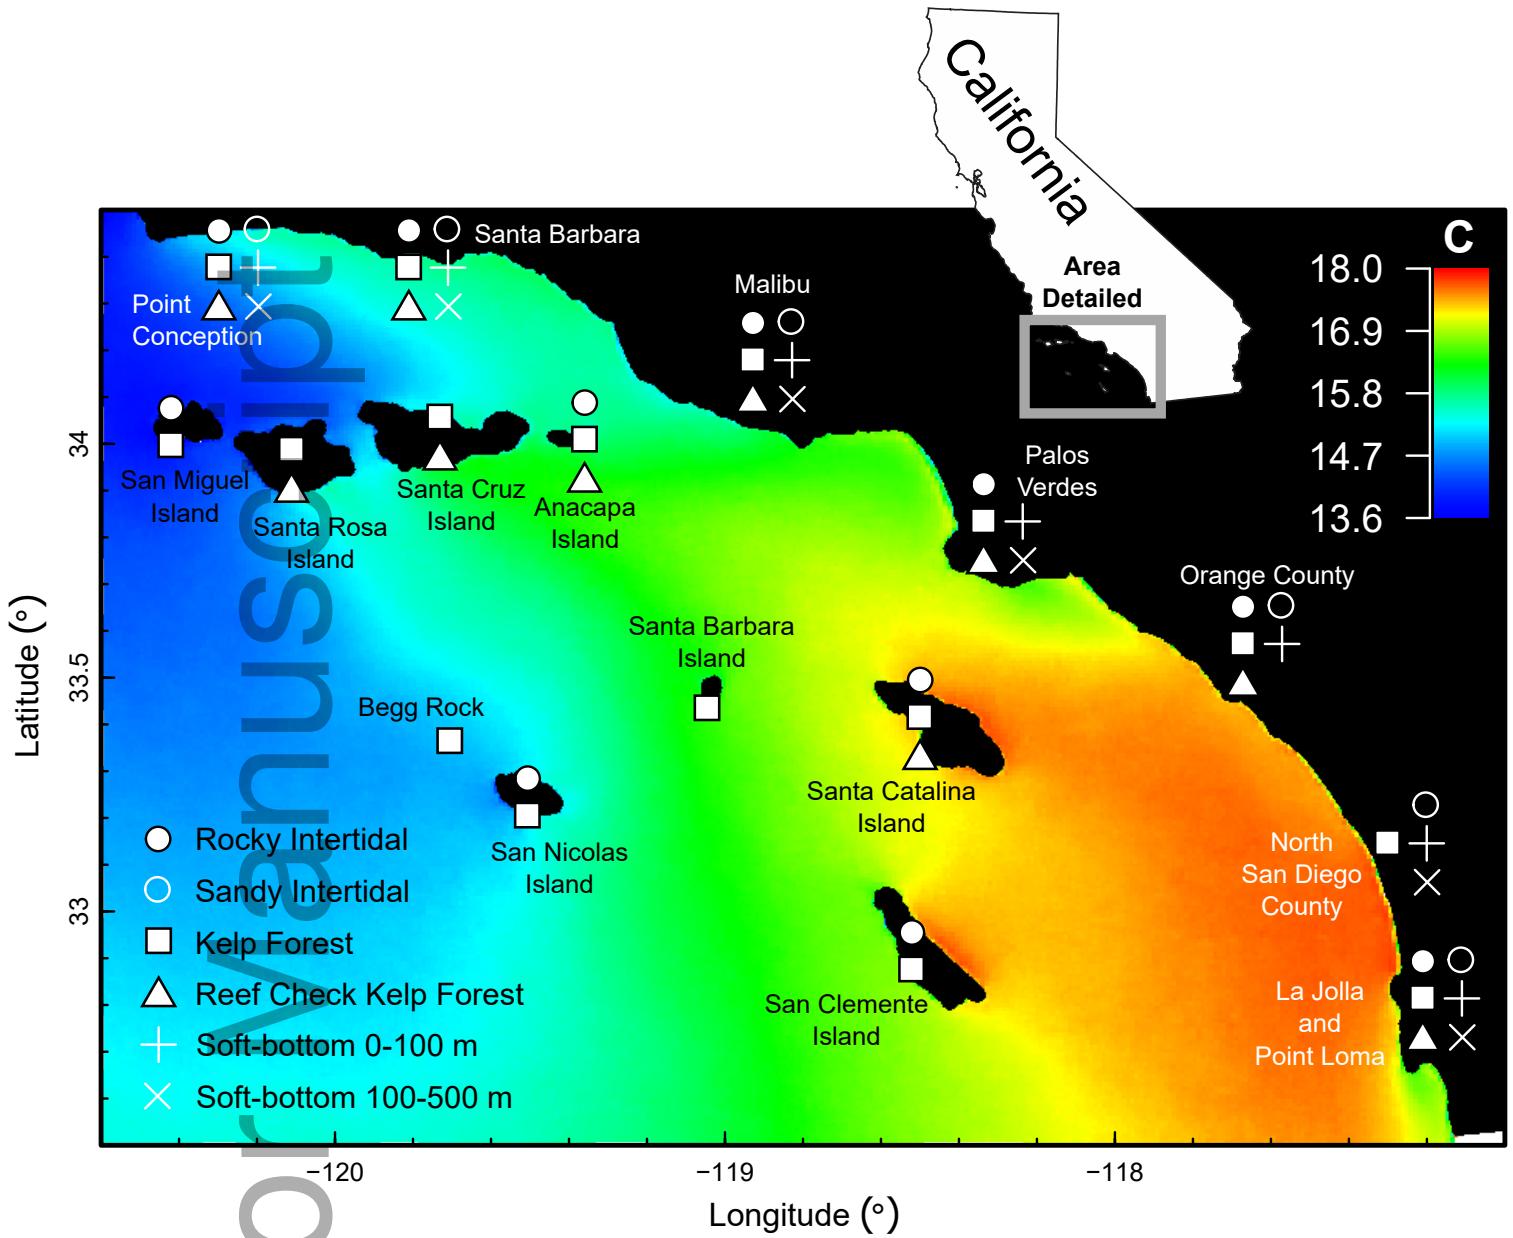 California
Area
Detailed
C
18.0
16.9
15.8
14.7
13.6
Santa Barbara
Point
Conception
Malibu
Palos
Verdes
Orange County
San Miguel
Island
Santa Rosa
Island
Santa Cruz
Island
Anacapa
Island
Santa Barbara
Island
Begg Rock
San Nicolas
Island
Santa Catalina
Island
San Clemente
Island
North
San Diego
County
La Jolla
and
Point Loma
Rocky Intertidal
Sandy Intertidal
Kelp Forest
Reef Check Kelp Forest
Soft-bottom 0-100 m
Soft-bottom 100-500 m
34
33.5
33
Latitude (°)
−120
−119
−118
Longitude (°)
or Manuscript